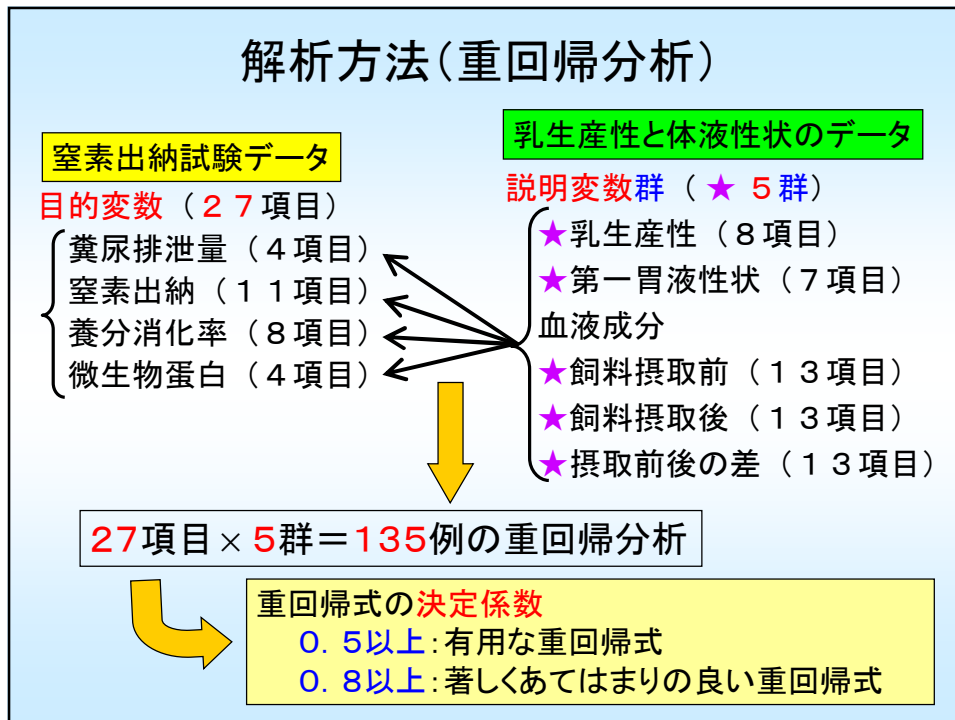 解析方法（重回帰分析）
窒素出納試験データ
目的変数（２７項目）
糞尿排泄量（４項目）
窒素出納（１１項目）
養分消化率（８項目）
微生物蛋白（４項目）
乳生産性と体液性状のデータ
説明変数群（★５群）
★乳生産性（８項目）
★第一胃液性状（７項目）
血液成分
★飼料摂取前（１３項目）
★飼料摂取後（１３項目）
★摂取前後の差（１３項目）
２７項目×５群＝１３５例の重回帰分析
重回帰式の決定係数
０．５以上：有用な重回帰式
０．８以上：著しくあてはまりの良い重回帰式